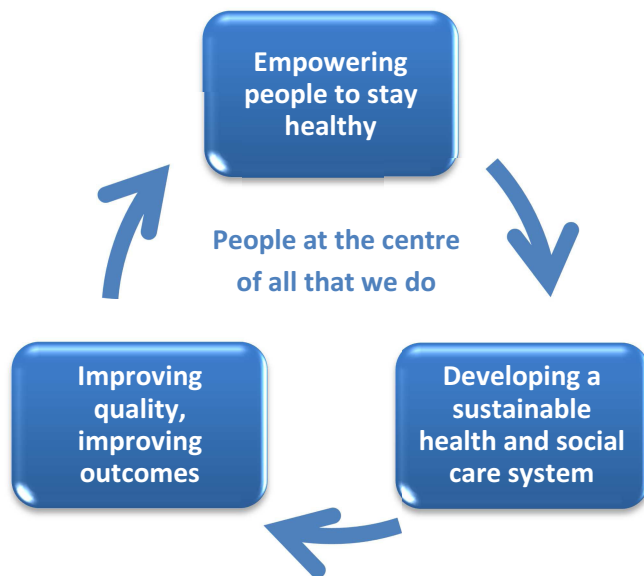 Empowering
people to stay
healthy
People at the centre
of all that we do
Improving
quality,
improving
outcomes
Developing a
sustainable
health and social
care system